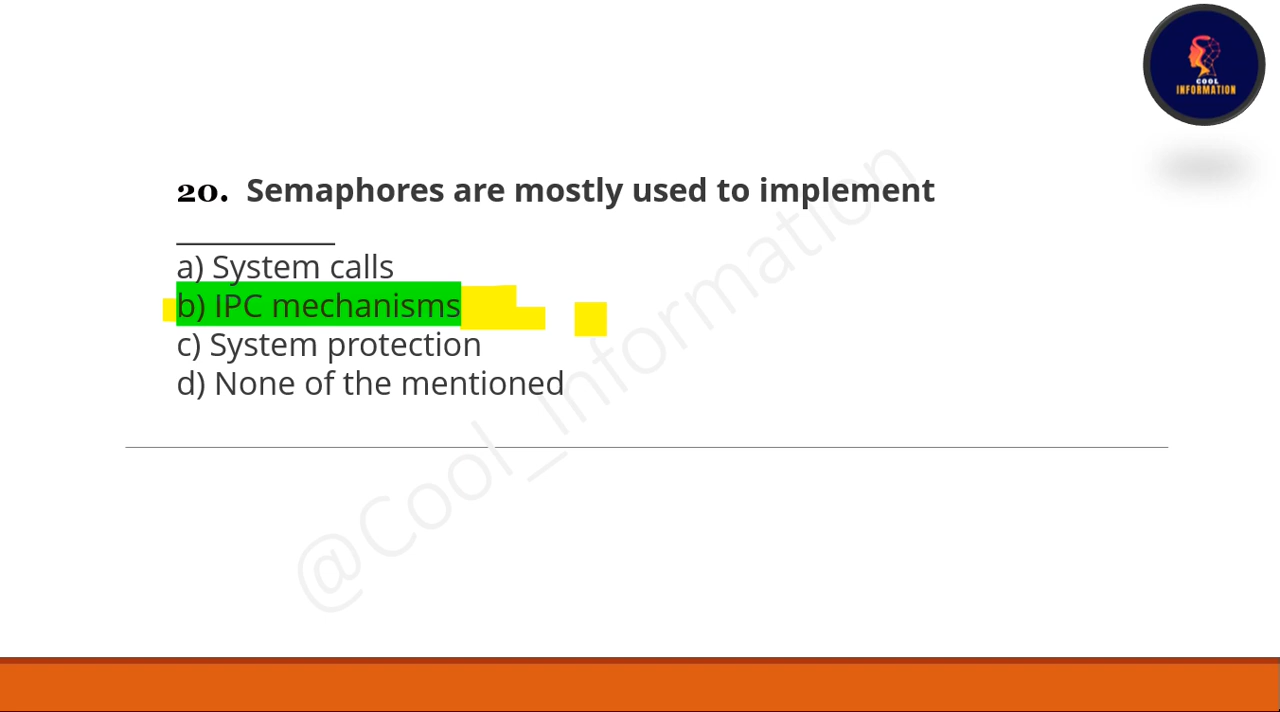 COOL
INFORMATION
20. Semaphores are mostly used to implement
__________
a) System calls
b) IPC mechanisms
c) System protection
d) None of the mentioned
@Cool_Information